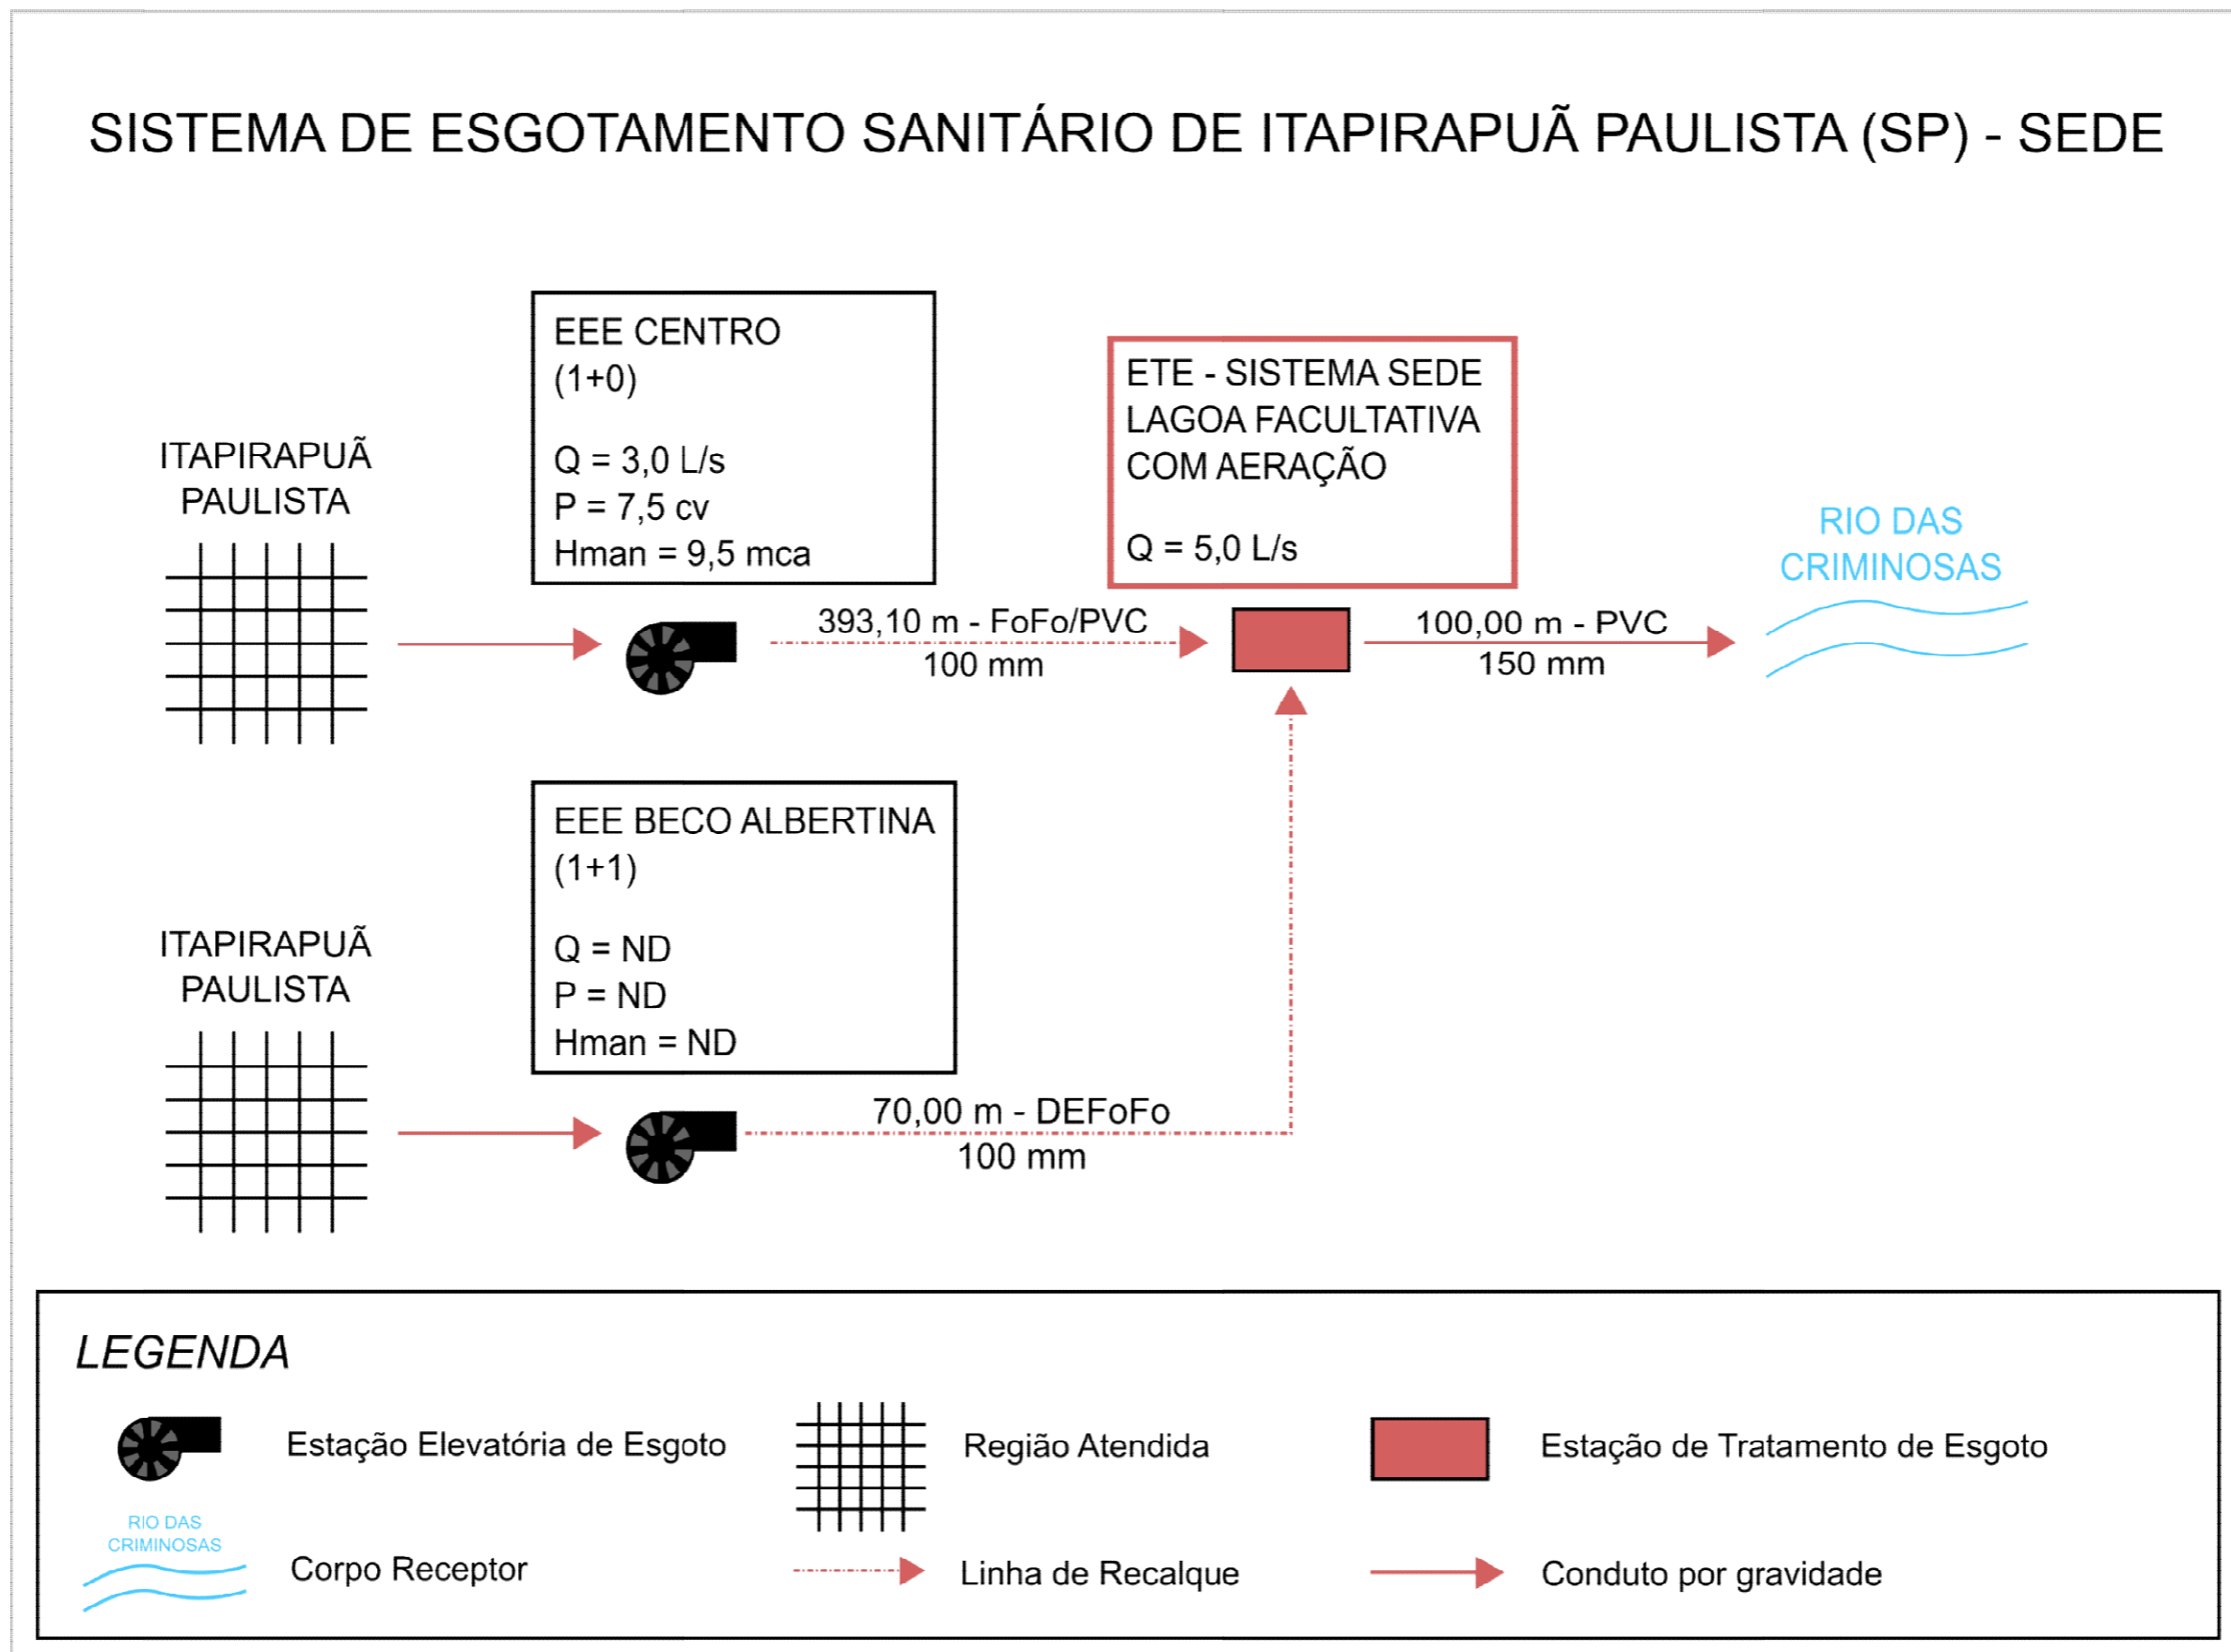 SISTEMA DE ESGOTAMENTO SANITÁRIO DE ITAPIRAPUÃ PAULISTA (SP) - SEDE
EEE CENTRO
(1+0)
Q = 3,0 L/s
P = 7,5 cv
Hman = 9,5 mca
ETE - SISTEMA SEDE
LAGOA FACULTATIVA
COM AERAÇÃO
Q = 5,0 L/s
ITAPIRAPUÃ
PAULISTA
RIO DAS
CRIMINOSAS
393,10 m - FoFo/PVC
100 mm
100,00 m - PVC
150 mm
EEE BECO ALBERTINA
(1+1)
Q = ND
P = ND
Hman = ND
ITAPIRAPUÃ
PAULISTA
70,00 m - DEFoFo
100 mm
LEGENDA
Estação Elevatória de Esgoto
Região Atendida
Estação de Tratamento de Esgoto
RIO DAS
CRIMINOSAS
Corpo Receptor
Linha de Recalque
Conduto por gravidade